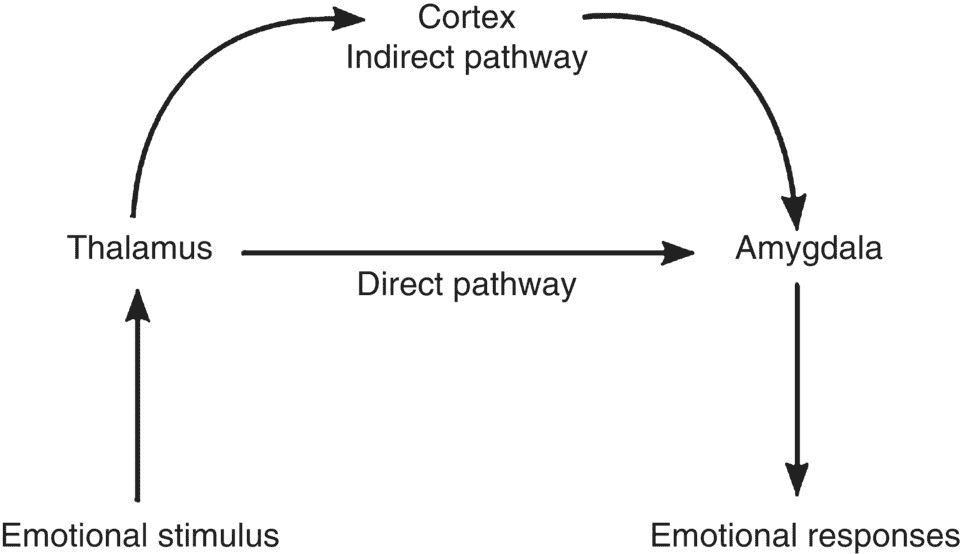 Cortex
Indirect pathway
Thalamus
Amygdala
Direct pathway
Emotional stimulus
Emotional responses